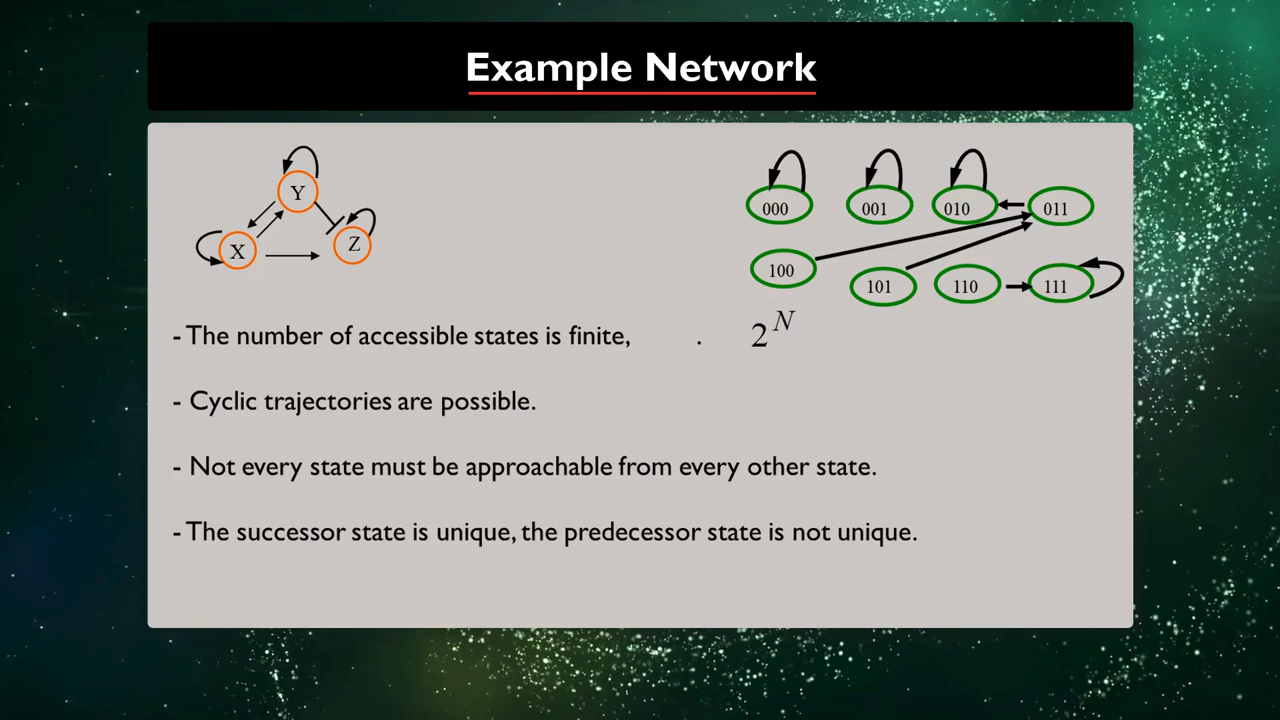 Example Network
Y
X
Z
000
001
010
011
100
101
110
111
- The number of accessible states is finite, . 2^N
- Cyclic trajectories are possible.
- Not every state must be approachable from every other state.
- The successor state is unique, the predecessor state is not unique.